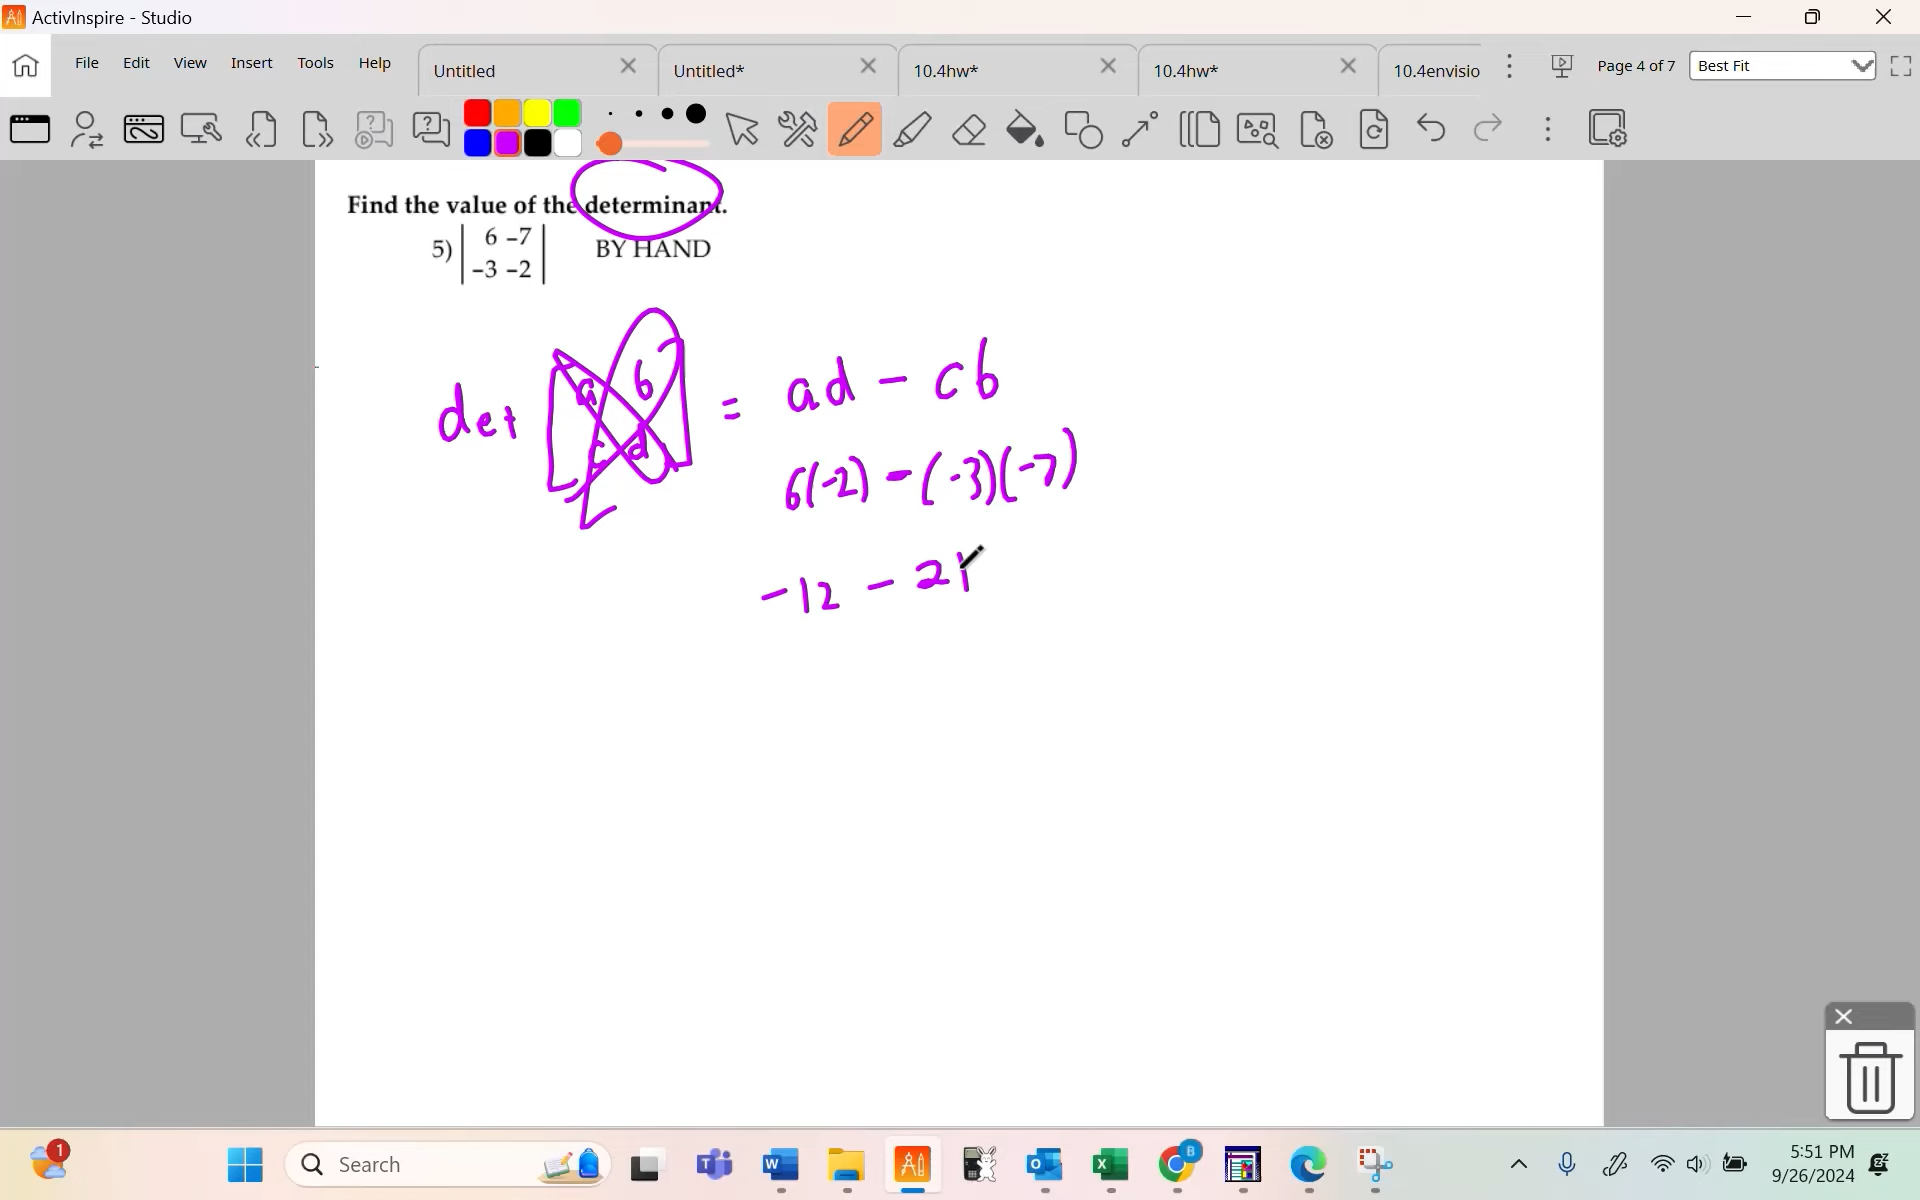 ActivInspire - Studio
File Edit View Insert Tools Help Untitled Untitled* 10.4hw* 10.4hw* 10.4envisio Page 4 of 7 Best Fit
Find the value of the determinant.
5) 6 -7 BY HAND
-3 -2
det a b = ad - cb
c d
6(-2) - (-3)(-7)
-12 - 21
1 Search 5:51 PM
9/26/2024